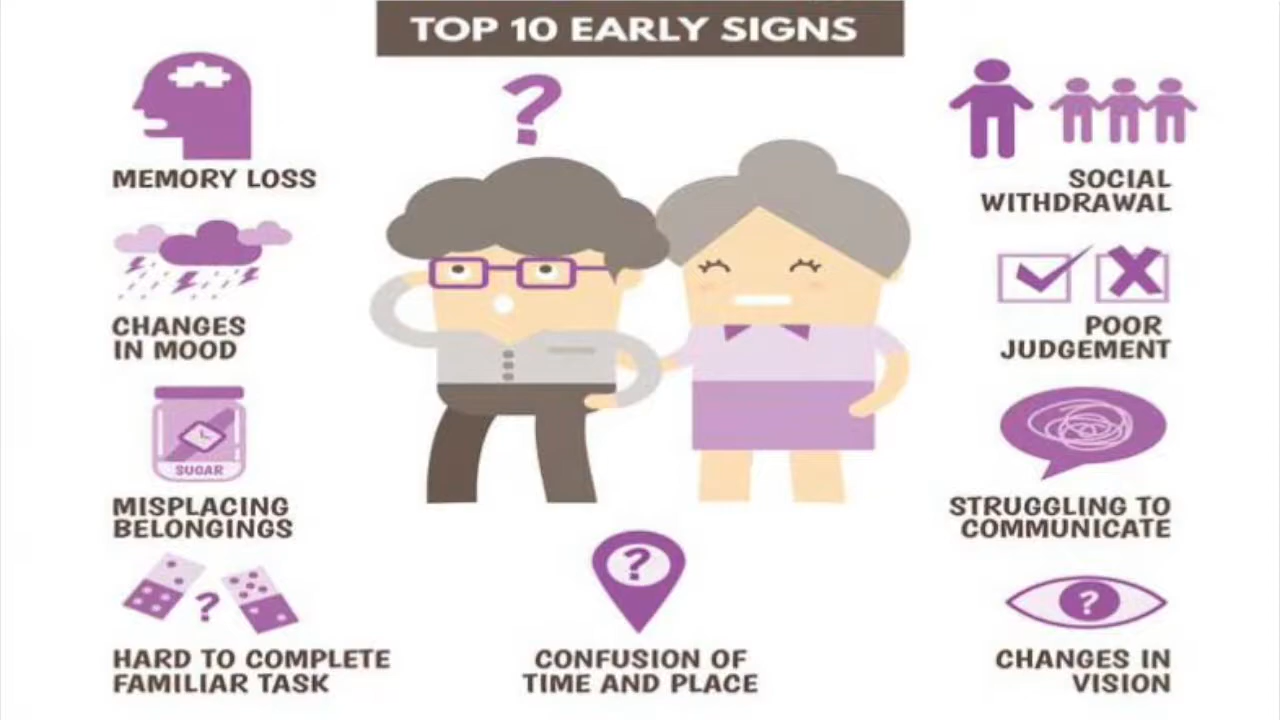 TOP 10 EARLY SIGNS
?
MEMORY LOSS
CHANGES
IN MOOD
SUGAR
MISPLACING
BELONGINGS
?
HARD TO COMPLETE
FAMILIAR TASK
?
CONFUSION OF
TIME AND PLACE
SOCIAL
WITHDRAWAL
POOR
JUDGEMENT
STRUGGLING TO
COMMUNICATE
?
CHANGES IN
VISION